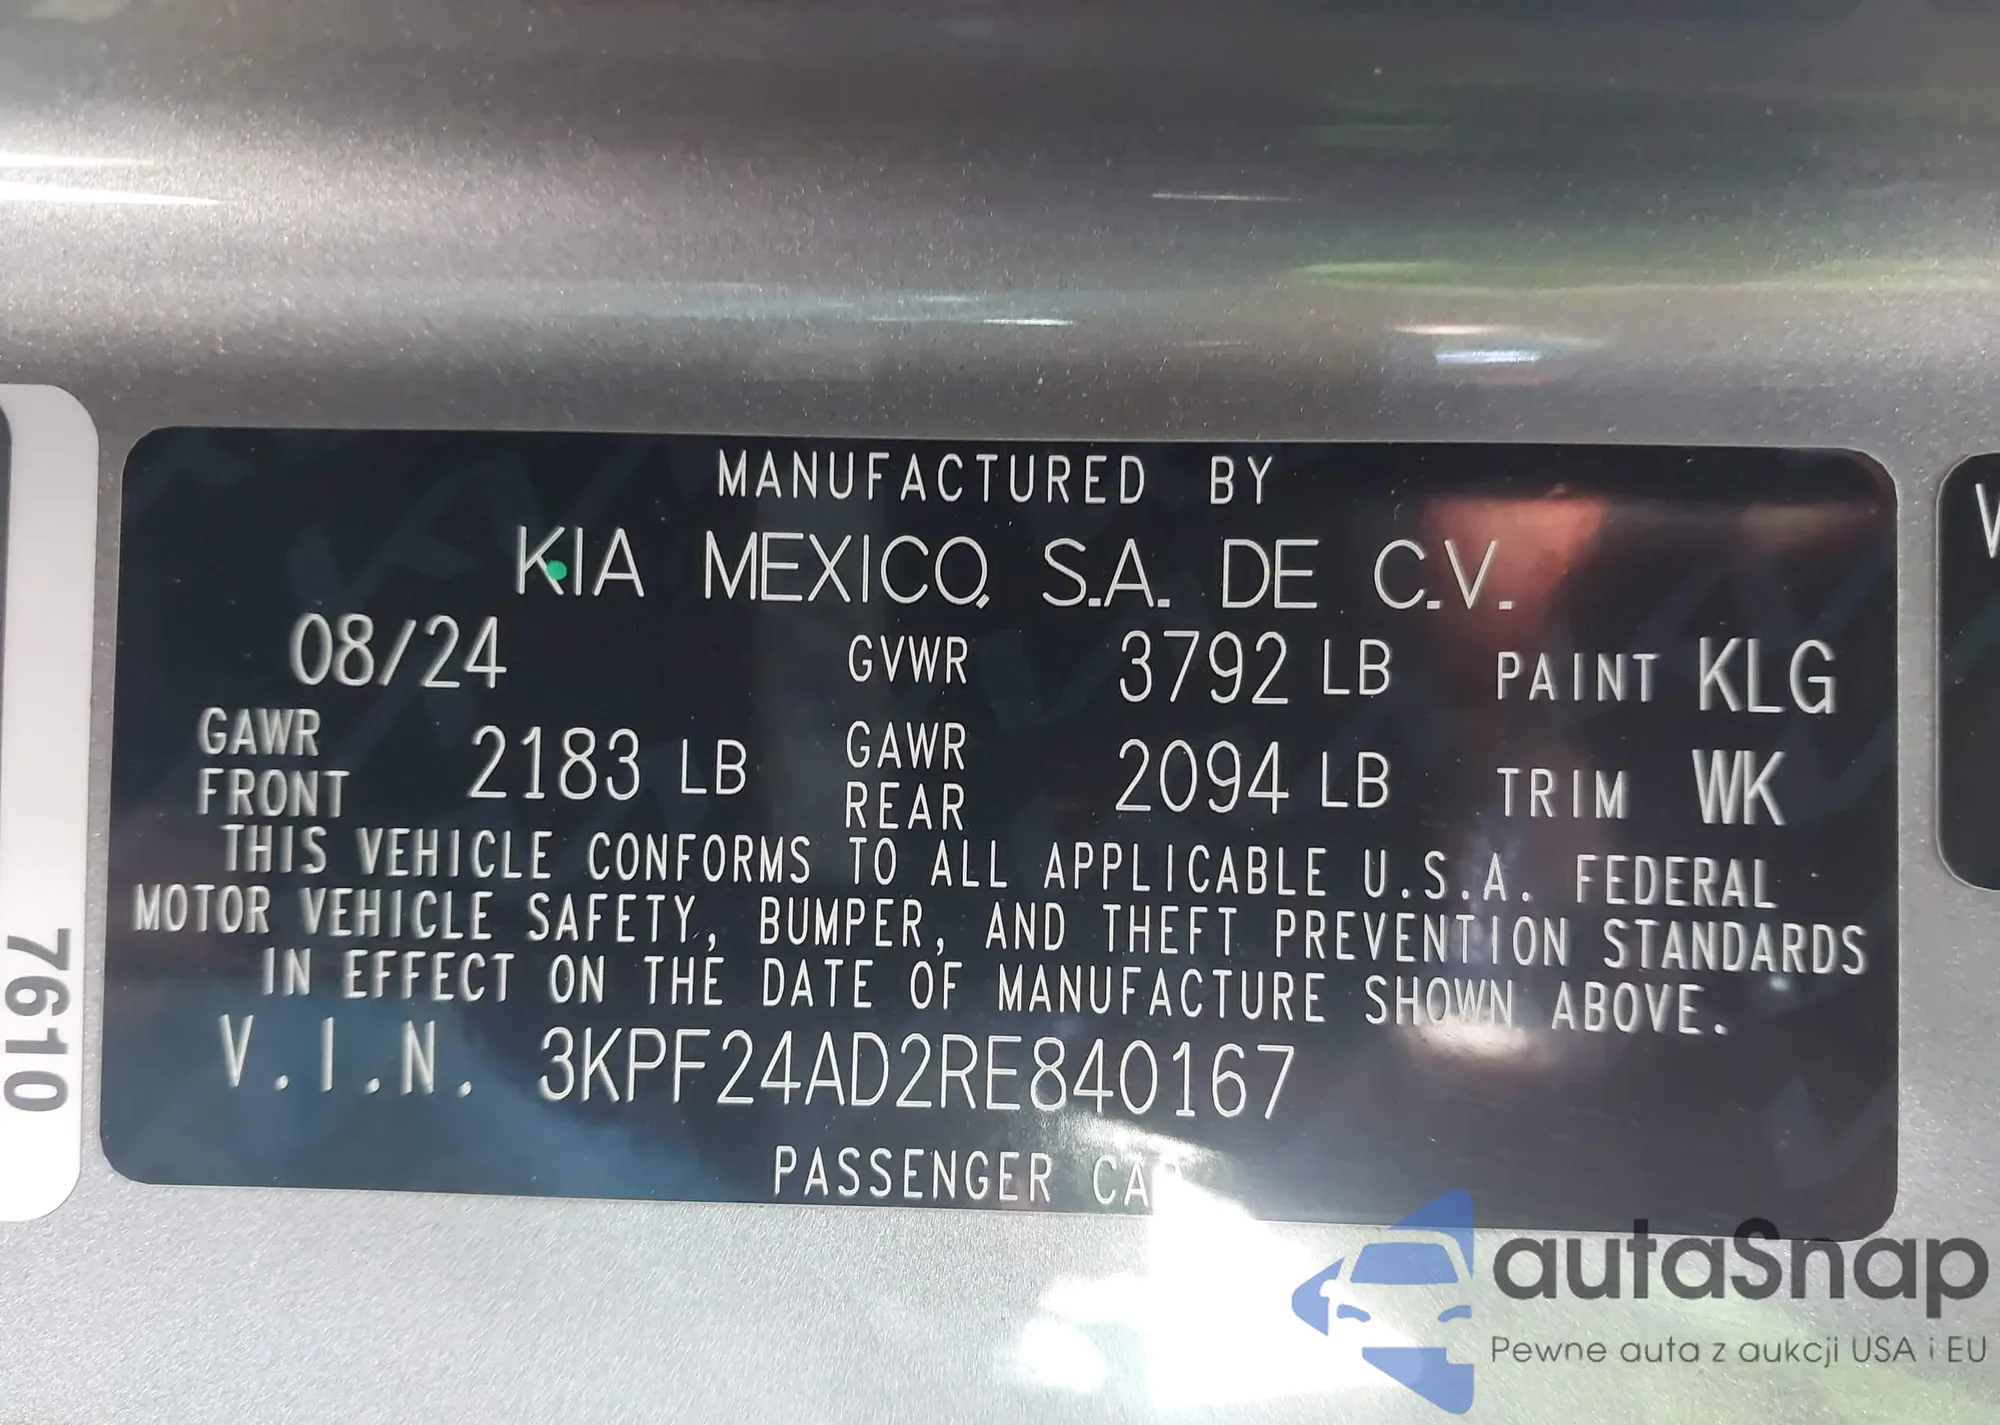 MANUFACTURED BY
KIA MEXICO, S.A. DE C.V.
08/24 GVWR 3792 LB PAINT KLG
GAWR FRONT 2183 LB GAWR REAR 2094 LB TRIM WK
THIS VEHICLE CONFORMS TO ALL APPLICABLE U.S.A. FEDERAL
MOTOR VEHICLE SAFETY, BUMPER, AND THEFT PREVENTION STANDARDS
IN EFFECT ON THE DATE OF MANUFACTURE SHOWN ABOVE.
V.I.N. 3KPF24AD2RE840167
PASSENGER
7610
autaSnap
Pewne auta z aukcji USA i EU